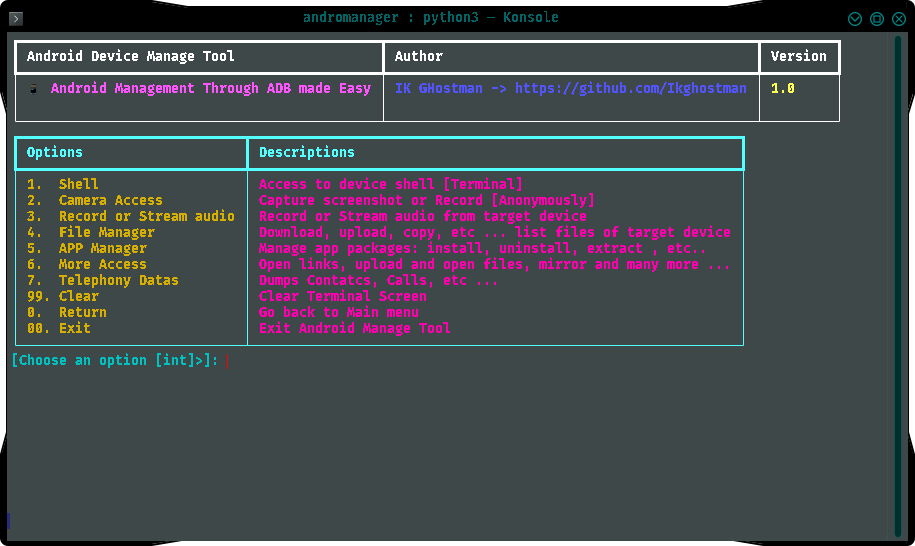 andromanager : python3 — Konsole
Android Device Manage Tool Author Version
Android Management Through ADB made Easy IK GHostman -> https://github.com/Ikghostman 1.0
Options Descriptions
1. Shell Access to device shell [Terminal]
2. Camera Access Capture screenshot or Record [Anonymously]
3. Record or Stream audio Record or Stream audio from target device
4. File Manager Download, upload, copy, etc ... list files of target device
5. APP Manager Manage app packages: install, uninstall, extract , etc..
6. More Access Open links, upload and open files, mirror and many more ...
7. Telephony Datas Dumps Contatcs, Calls, etc ...
99. Clear Clear Terminal Screen
0. Return Go back to Main menu
00. Exit Exit Android Manage Tool
[Choose an option [int]>]: